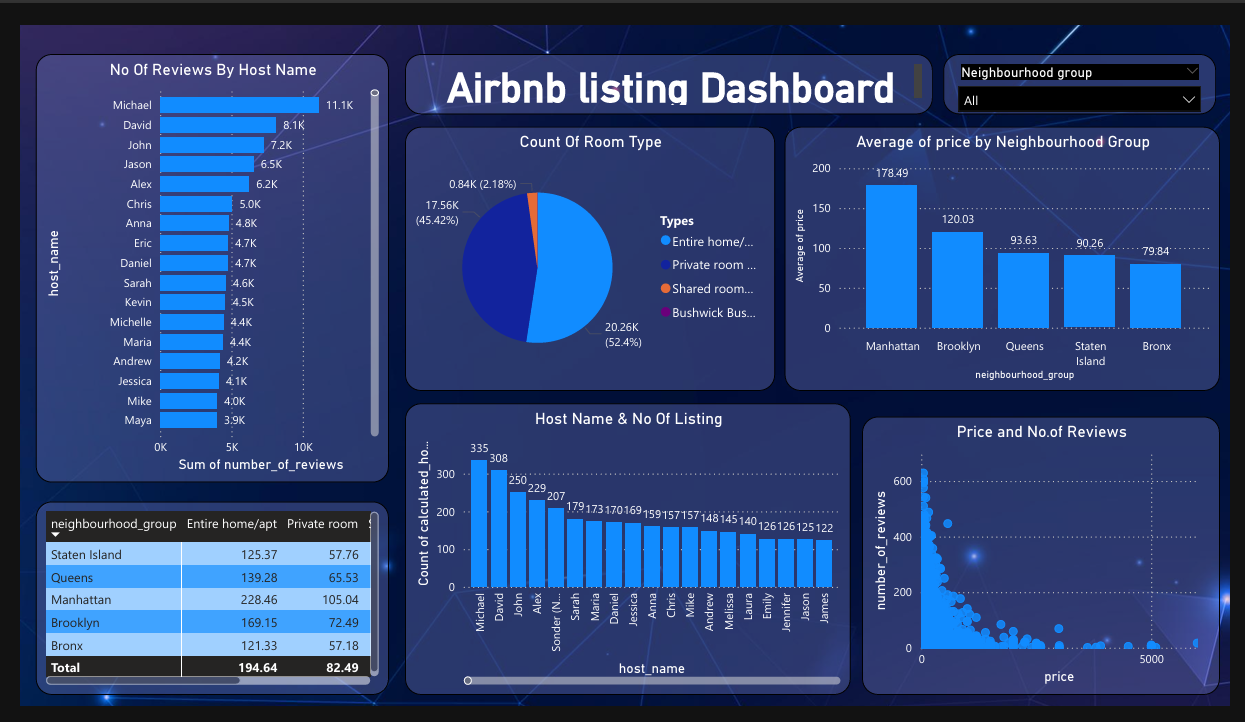 No Of Reviews By Host Name
host_name
Michael 11.1K
David 8.1K
John 7.2K
Jason 6.5K
Alex 6.2K
Chris 5.0K
Anna 4.8K
Eric 4.7K
Daniel 4.7K
Sarah 4.6K
Kevin 4.5K
Michelle 4.4K
Maria 4.4K
Andrew 4.2K
Jessica 4.1K
Mike 4.0K
Maya 3.9K
0K 5K 10K
Sum of number_of_reviews
neighbourhood_group Entire home/apt Private room
Staten Island 125.37 57.76
Queens 139.28 65.53
Manhattan 228.46 105.04
Brooklyn 169.15 72.49
Bronx 121.33 57.18
Total 194.64 82.49
Airbnb listing Dashboard
Neighbourhood group
All
Count Of Room Type
0.84K (2.18%)
17.56K
(45.42%)
20.26K
(52.4%)
Types
Entire home/...
Private room ...
Shared room...
Bushwick Bus...
Average of price by Neighbourhood Group
Average of price
200
150
100
50
0
178.49
120.03
93.63
90.26
79.84
Manhattan Brooklyn Queens Staten Bronx
Island
neighbourhood_group
Host Name & No Of Listing
Count of calculated_ho...
300
200
100
0
335 308 250 229 207 179 173 170 169 159 157 157 148 145 140 126 126 125 122
Michael
David
John
Alex
Sonder (N...
Sarah
Maria
Daniel
Jessica
Anna
Chris
Mike
Andrew
Melissa
Laura
Emily
Jennifer
Jason
James
host_name
Price and No.of Reviews
number_of_reviews
600
400
200
0
0 5000
price